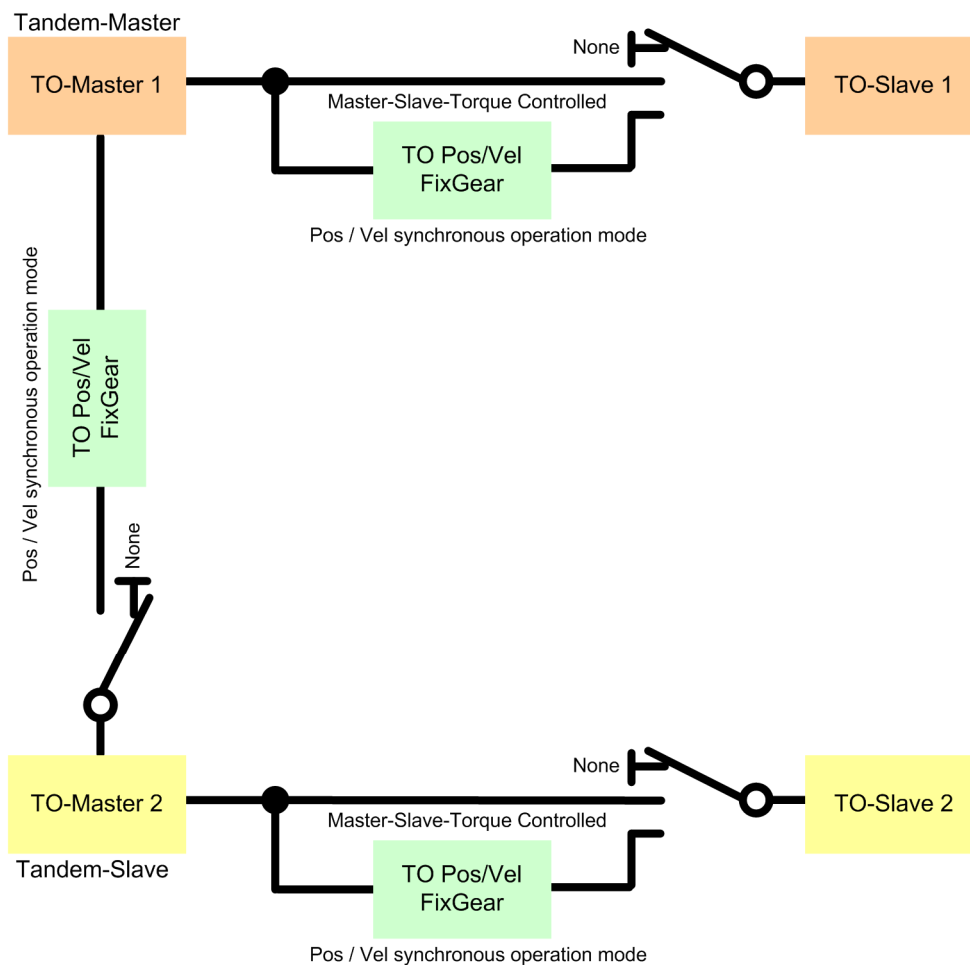 Tandem-Master
TO-Master 1
None
TO-Slave 1
Master-Slave-Torque Controlled
TO Pos/Vel
FixGear
Pos / Vel synchronous operation mode
Pos / Vel synchronous operation mode
TO Pos/Vel
FixGear
None
TO-Master 2
None
TO-Slave 2
Master-Slave-Torque Controlled
Tandem-Slave
TO Pos/Vel
FixGear
Pos / Vel synchronous operation mode